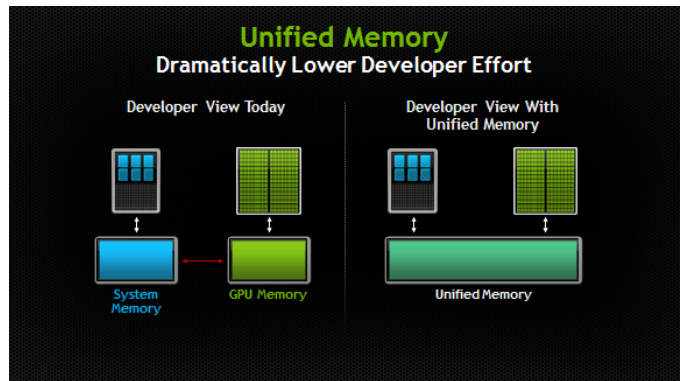 Unified Memory
Dramatically Lower Developer Effort
Developer View Today
Developer View With
Unified Memory
System
Memory
GPU Memory
Unified Memory